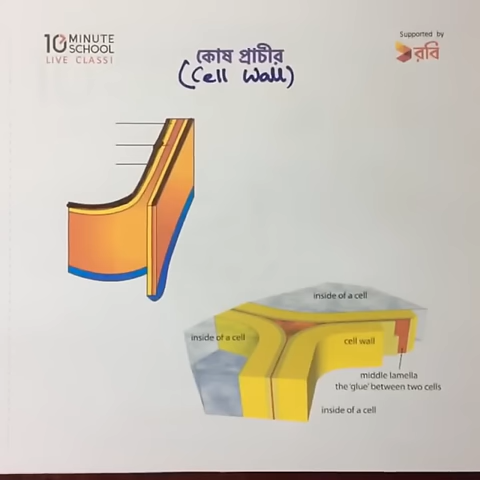 10 MINUTE SCHOOL
LIVE CLASS!
Supported by
রবি
কোষ প্রাচীর
(Cell Wall)
inside of a cell
inside of a cell
cell wall
middle lamella
the 'glue' between two cells
inside of a cell